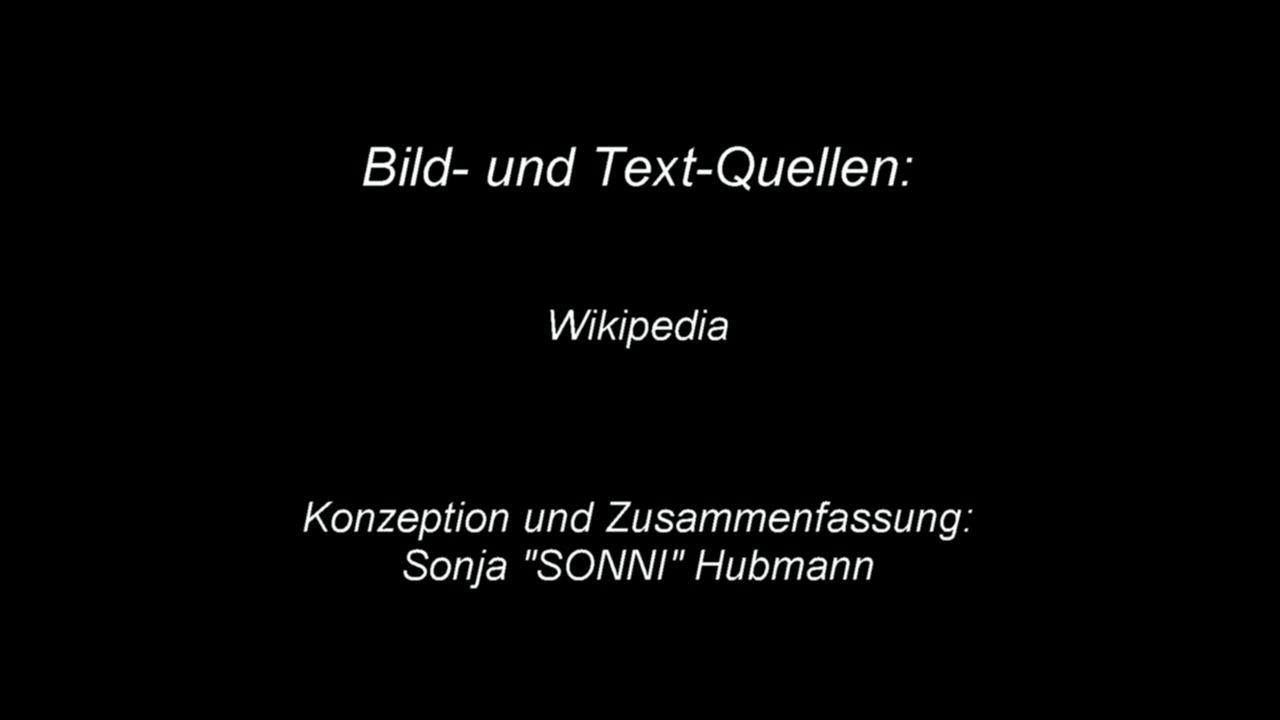 Bild- und Text-Quellen:
Wikipedia
Konzeption und Zusammenfassung:
Sonja "SONNI" Hubmann